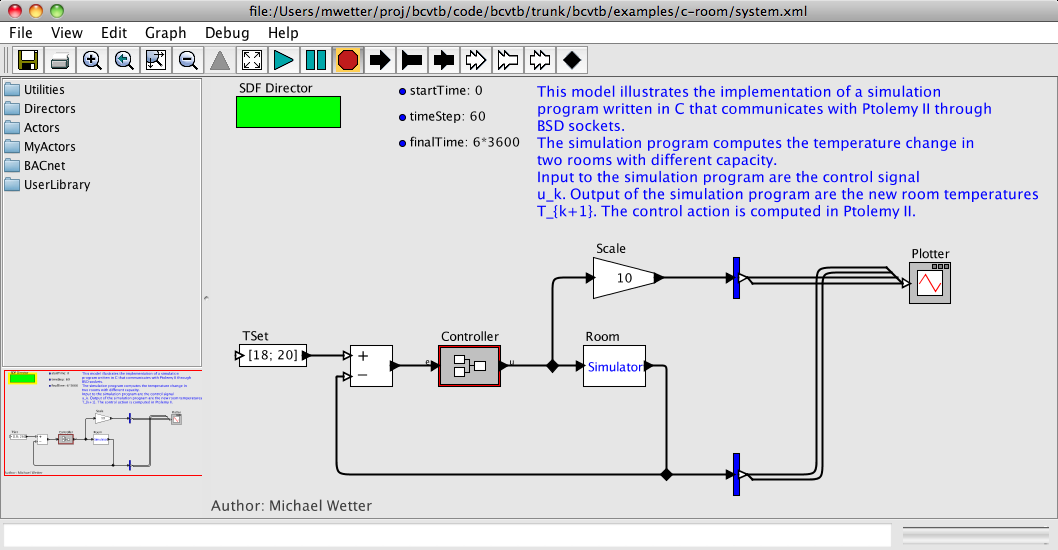 file:/Users/mwetter/proj/bcvtb/code/bcvtb/trunk/bcvtb/examples/c-room/system.xml
File View Edit Graph Debug Help
Utilities
Directors
Actors
MyActors
BACnet
UserLibrary
SDF Director
startTime: 0
timeStep: 60
finalTime: 6*3600
This model illustrates the implementation of a simulation
program written in C that communicates with Ptolemy II through
BSD sockets.
The simulation program computes the temperature change in
two rooms with different capacity.
Input to the simulation program are the control signal
u_k. Output of the simulation program are the new room temperatures
T_{k+1}. The control action is computed in Ptolemy II.
Scale
10
Plotter
TSet
[18; 20]
+
−
Controller
e
u
Room
Simulator
Author: Michael Wetter